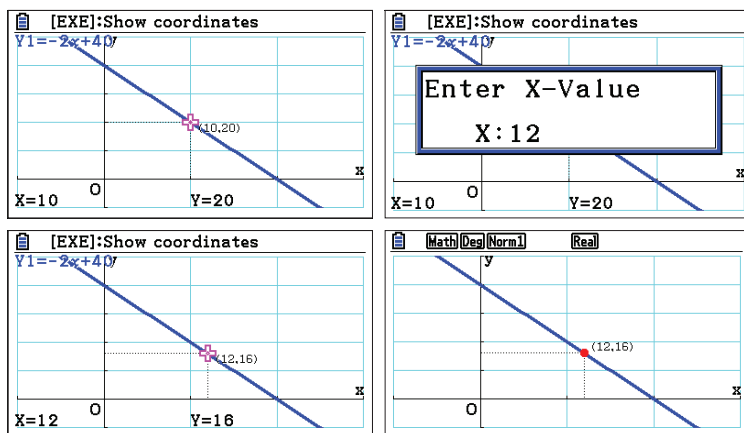 [EXE]:Show coordinates
Y1=-2x+40
y
(10,20)
x
O
X=10
Y=20
[EXE]:Show coordinates
Y1=-2x+40
y
Enter X-Value
X:12
x
O
X=10
Y=20
[EXE]:Show coordinates
Y1=-2x+40
y
(12,16)
x
O
X=12
Y=16
Math Deg Norm1 Real
y
(12,16)
x
O